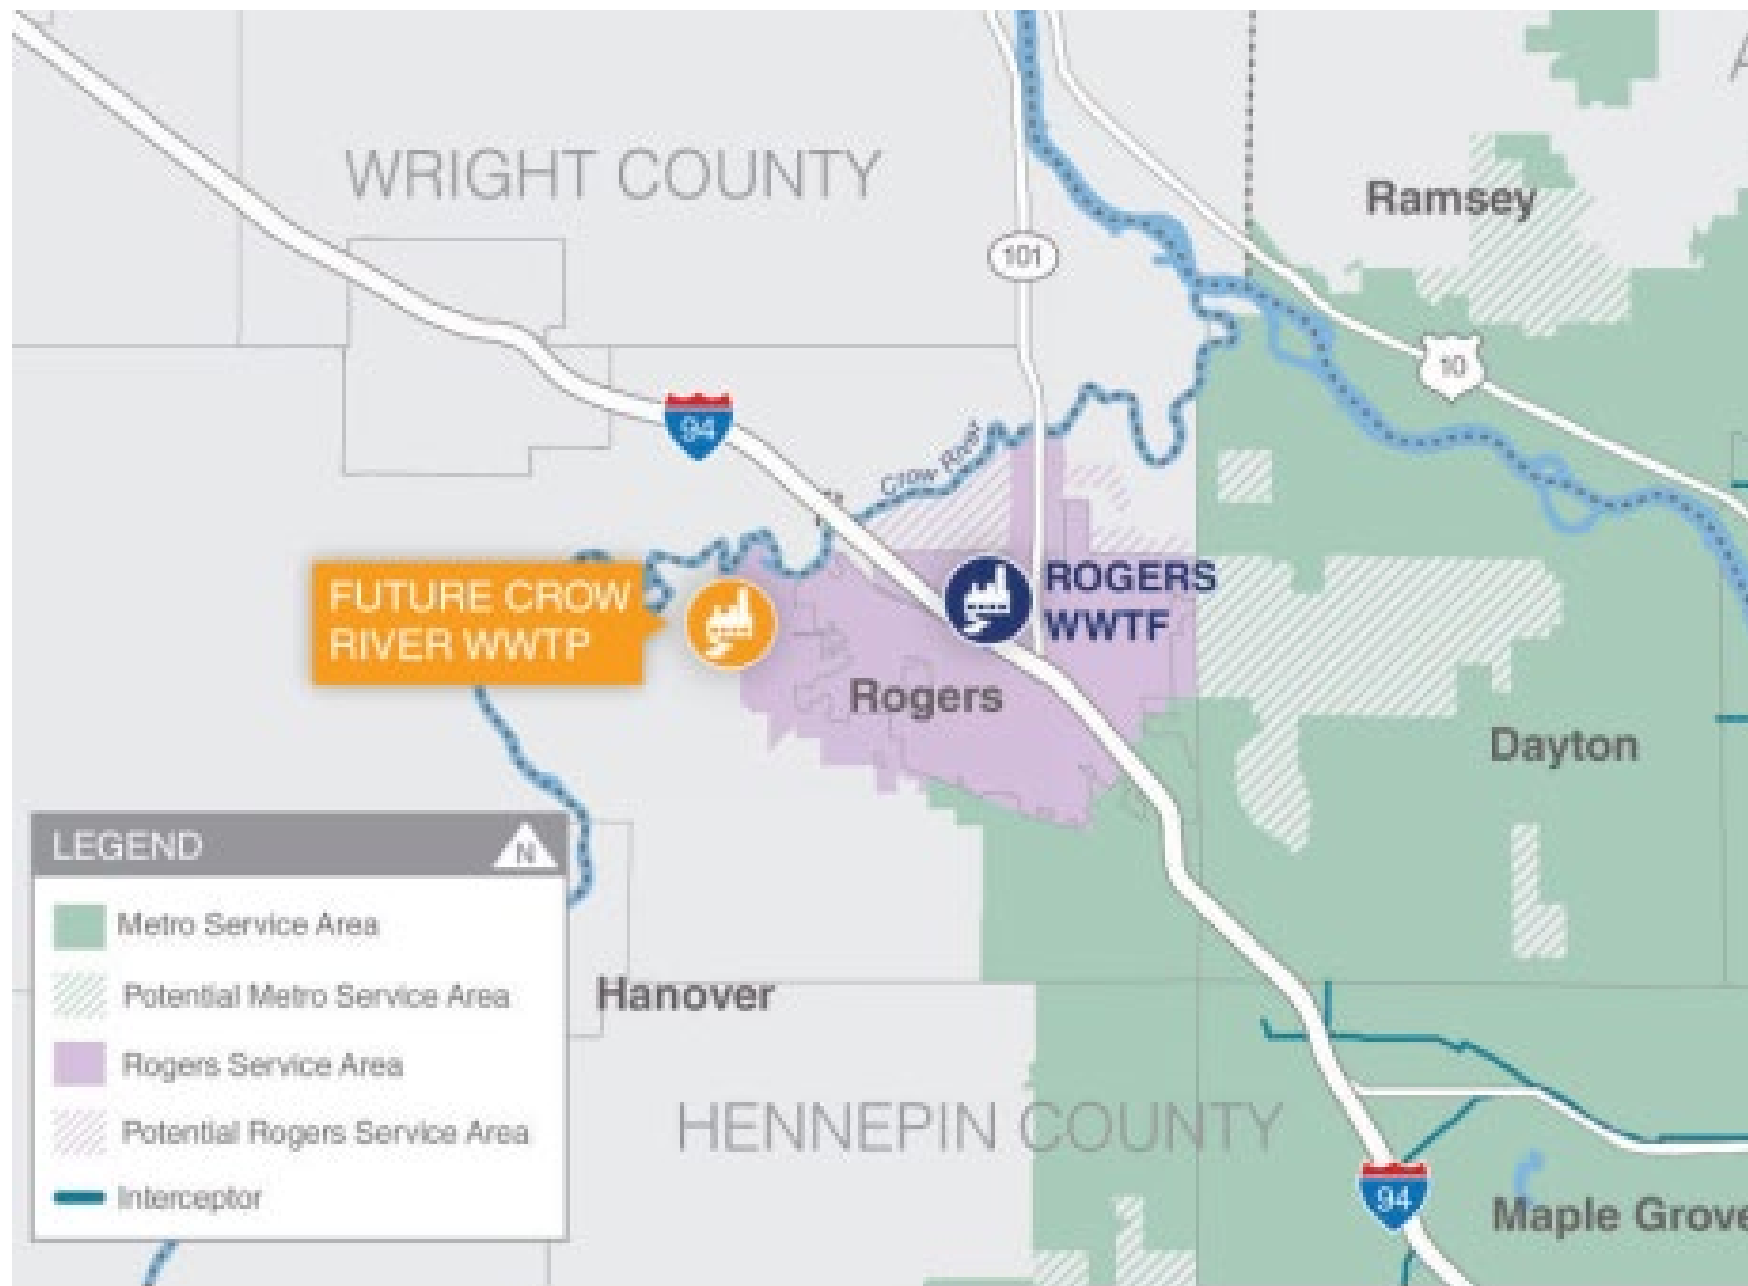 WRIGHT COUNTY
Ramsey
101
10
94
Crow River
FUTURE CROW
RIVER WWTP
ROGERS
WWTF
Rogers
Dayton
LEGEND
N
Metro Service Area
Potential Metro Service Area
Rogers Service Area
Potential Rogers Service Area
Interceptor
Hanover
HENNEPIN COUNTY
94
Maple Grove